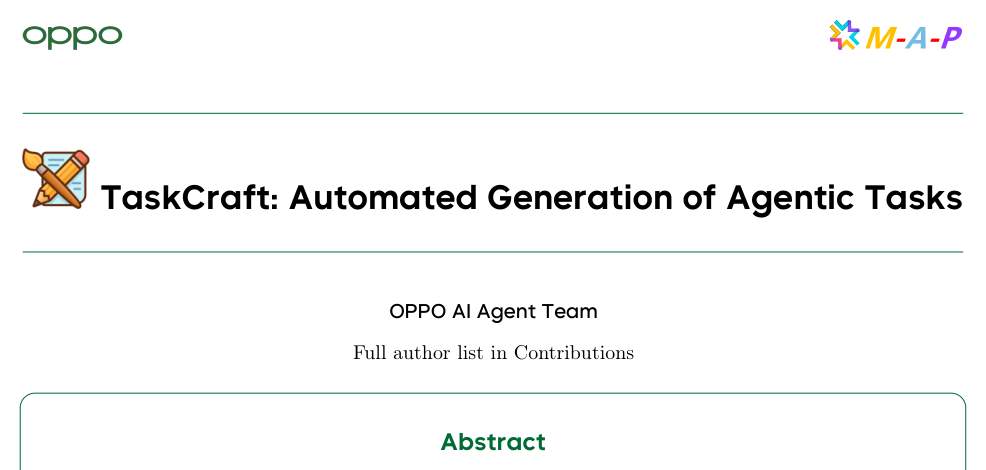 oppo
M-A-P
TaskCraft: Automated Generation of Agentic Tasks
OPPO AI Agent Team
Full author list in Contributions
Abstract